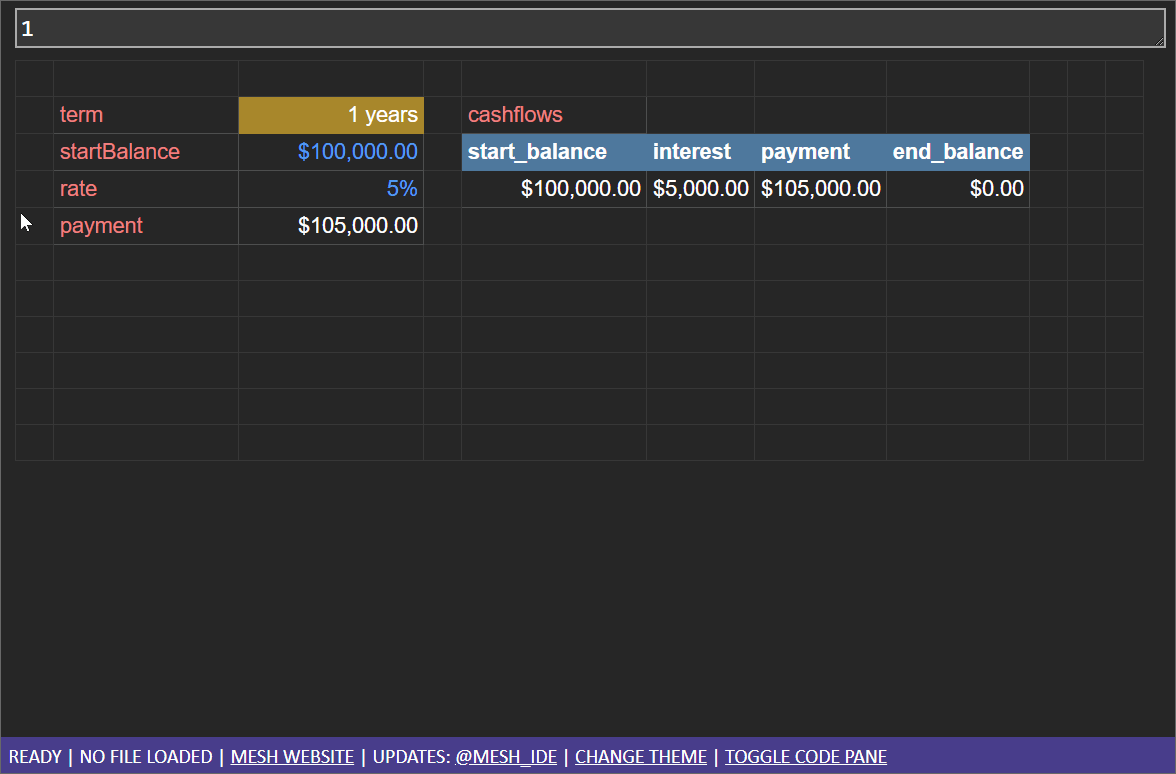 1
term 1 years cashflows
startBalance $100,000.00 start_balance interest payment end_balance
rate 5% $100,000.00 $5,000.00 $105,000.00 $0.00
payment $105,000.00
READY | NO FILE LOADED | MESH WEBSITE | UPDATES: @MESH_IDE | CHANGE THEME | TOGGLE CODE PANE